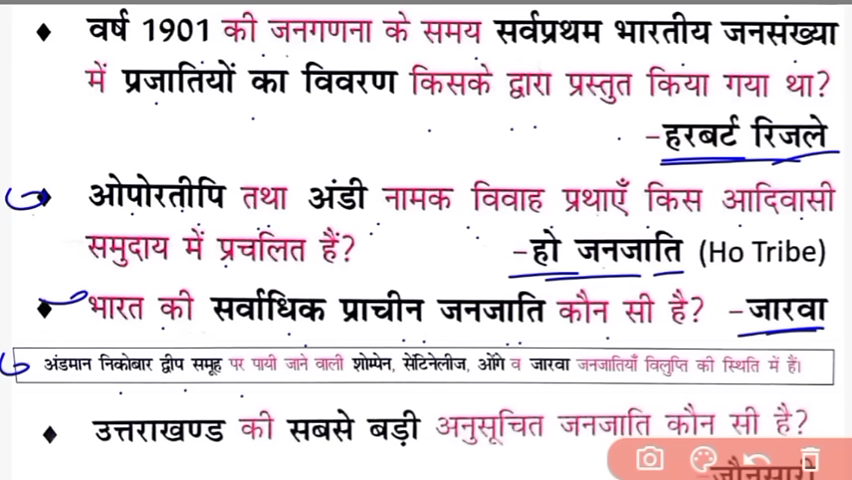 ♦ वर्ष 1901 की जनगणना के समय सर्वप्रथम भारतीय जनसंख्या
में प्रजातियों का विवरण किसके द्वारा प्रस्तुत किया गया था?
-हरबर्ट रिजले
♦ ओपोरतीपि तथा अंडी नामक विवाह प्रथाएँ किस आदिवासी
समुदाय में प्रचलित हैं? -हो जनजाति (Ho Tribe)
♦ भारत की सर्वाधिक प्राचीन जनजाति कौन सी है? -जारवा
अंडमान निकोबार द्वीप समूह पर पायी जाने वाली शोम्पेन, सेंटिनेलीज, ओंगे व जारवा जनजातियाँ विलुप्ति की स्थिति में हैं।
♦ उत्तराखण्ड की सबसे बड़ी अनुसूचित जनजाति कौन सी है?
-जौनसारी